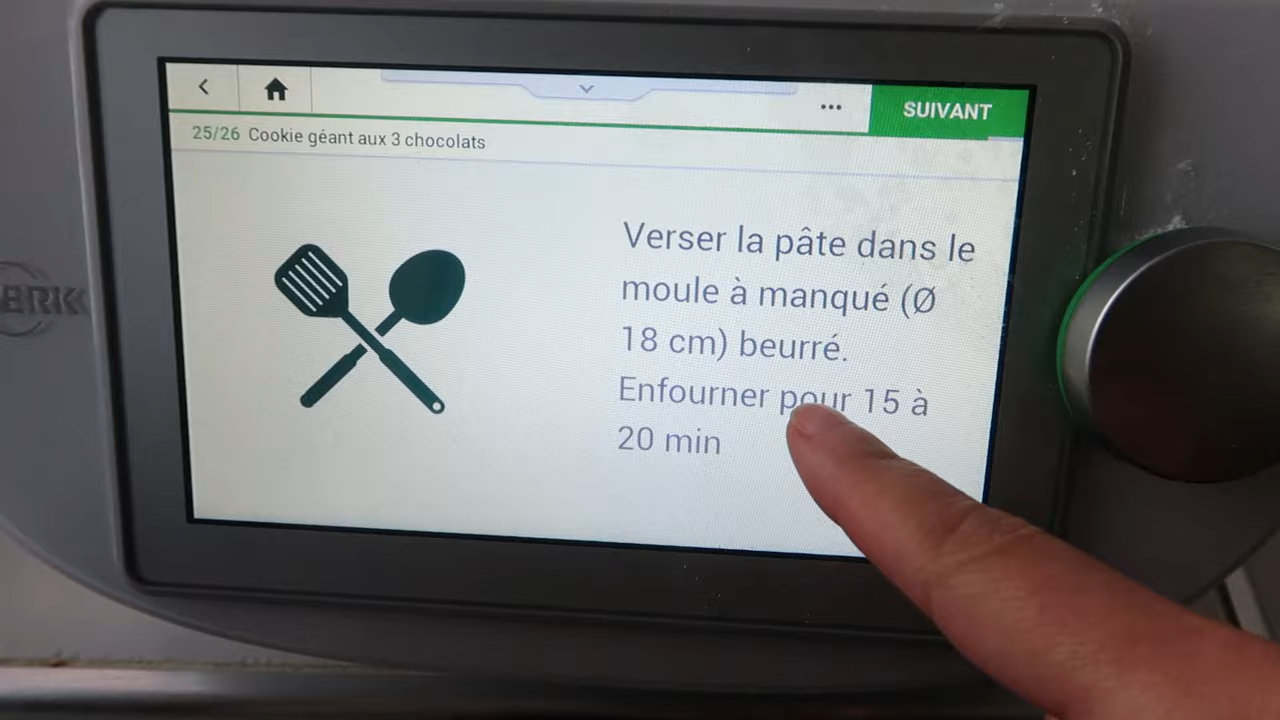 SUIVANT
25/26 Cookie géant aux 3 chocolats
Verser la pâte dans le
moule à manqué (Ø
18 cm) beurré.
Enfourner pour 15 à
20 min